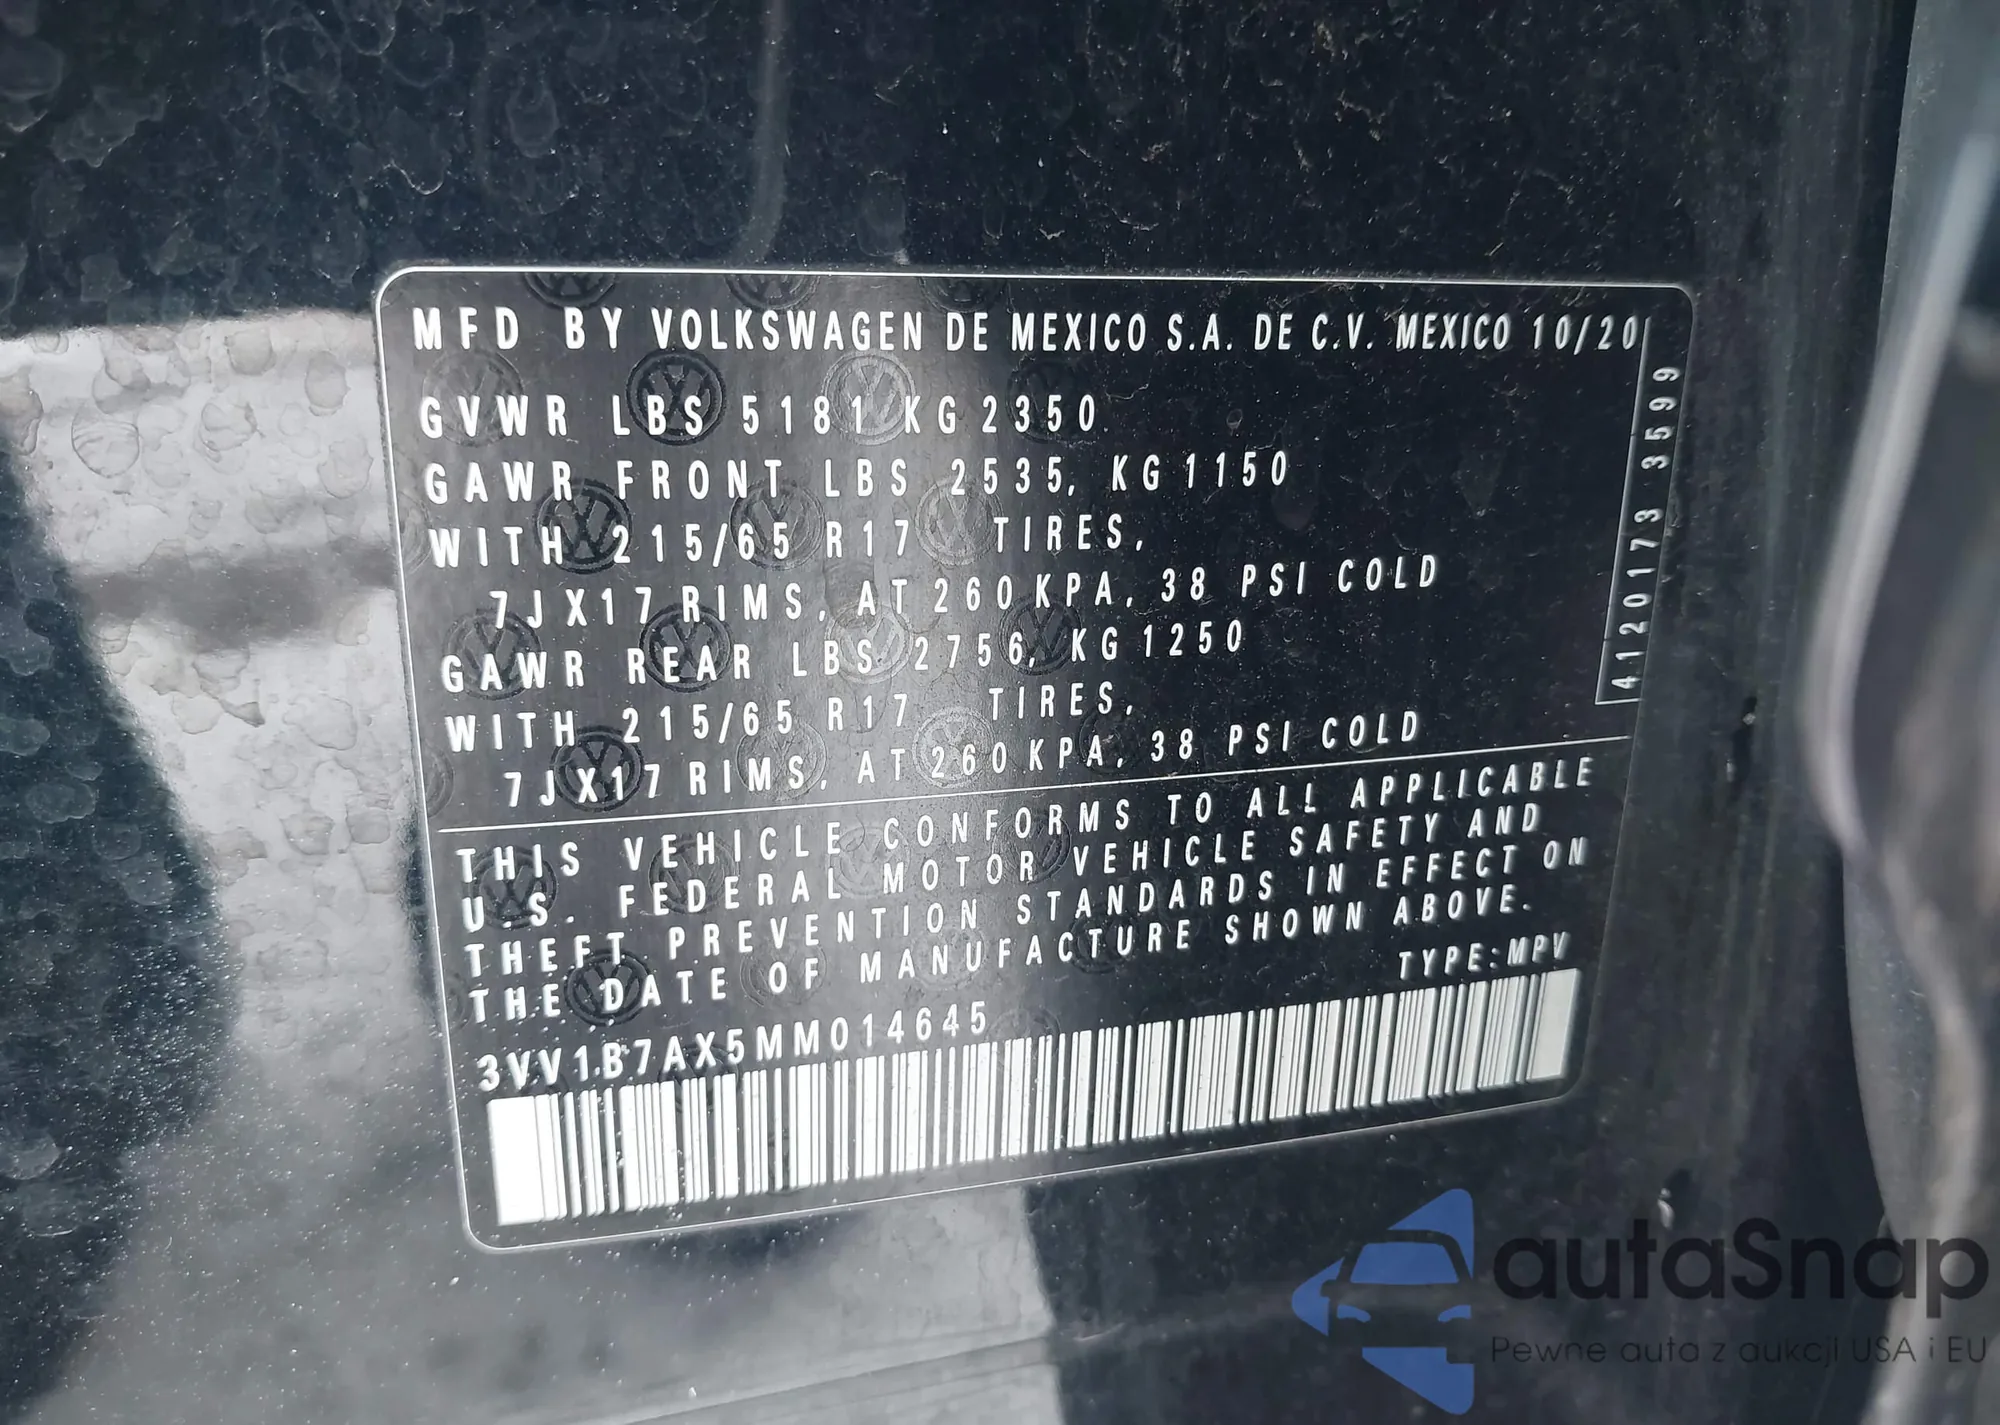 MFD BY VOLKSWAGEN DE MEXICO S.A. DE C.V. MEXICO 10/20
GVWR LBS 5181 KG 2350
GAWR FRONT LBS 2535, KG 1150
WITH 215/65 R17 TIRES,
7JX17 RIMS, AT 260 KPA, 38 PSI COLD
GAWR REAR LBS 2756, KG 1250
WITH 215/65 R17 TIRES,
7JX17 RIMS, AT 260 KPA, 38 PSI COLD
4120173 3599
THIS VEHICLE CONFORMS TO ALL APPLICABLE
U.S. FEDERAL MOTOR VEHICLE SAFETY AND
THEFT PREVENTION STANDARDS IN EFFECT ON
THE DATE OF MANUFACTURE SHOWN ABOVE.
TYPE:MPV
3VV1B7AX5MM014645
autaSnap
Pewne auta z aukcji USA i EU